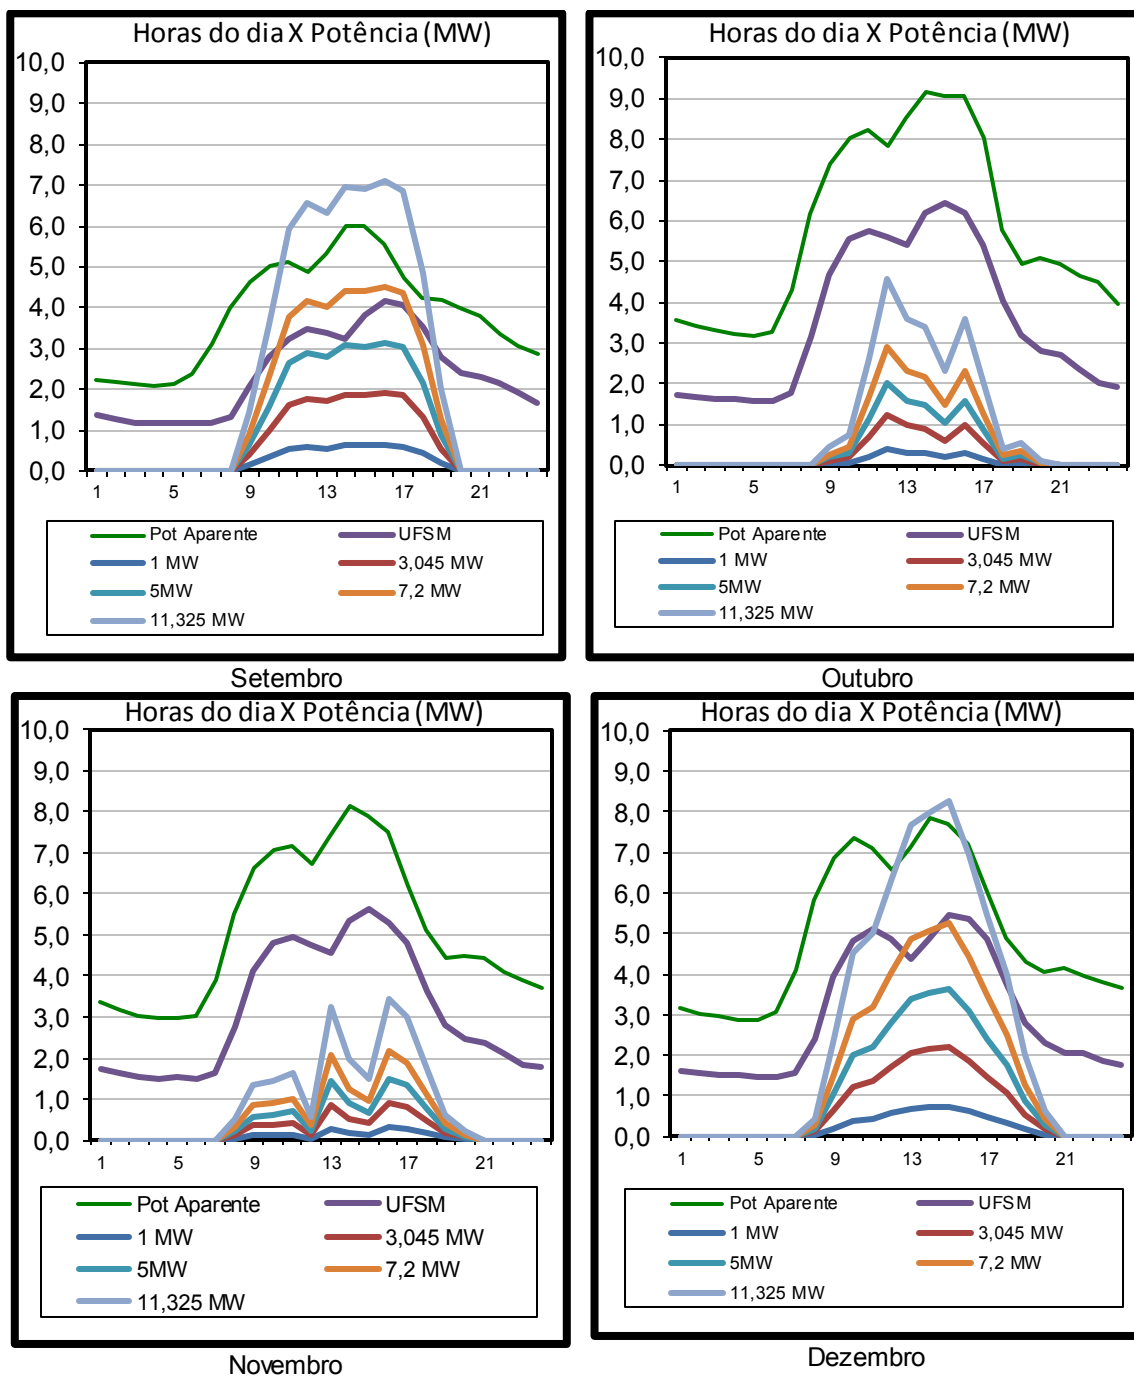 Horas do dia X Potência (MW)
10,0
9,0
8,0
7,0
6,0
5,0
4,0
3,0
2,0
1,0
0,0
1 5 9 13 17 21
Pot Aparente UFSM
1 MW 3,045 MW
5MW 7,2 MW
11,325 MW
Setembro
Horas do dia X Potência (MW)
10,0
9,0
8,0
7,0
6,0
5,0
4,0
3,0
2,0
1,0
0,0
1 5 9 13 17 21
Pot Aparente UFSM
1 MW 3,045 MW
5MW 7,2 MW
11,325 MW
Outubro
Horas do dia X Potência (MW)
10,0
9,0
8,0
7,0
6,0
5,0
4,0
3,0
2,0
1,0
0,0
1 5 9 13 17 21
Pot Aparente UFSM
1 MW 3,045 MW
5MW 7,2 MW
11,325 MW
Novembro
Horas do dia X Potência (MW)
10,0
9,0
8,0
7,0
6,0
5,0
4,0
3,0
2,0
1,0
0,0
1 5 9 13 17 21
Pot Aparente UFSM
1 MW 3,045 MW
5MW 7,2 MW
11,325 MW
Dezembro